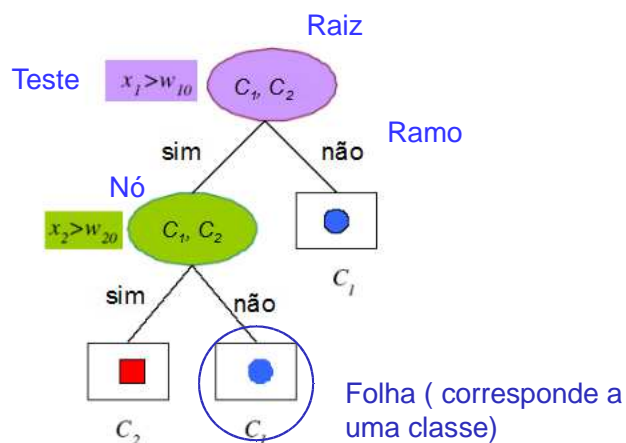 Raiz
Teste
x₁>w₁₀
C₁, C₂
Ramo
sim
não
Nó
x₂>w₂₀
C₁, C₂
C₁
sim
não
C₂
C₁
Folha ( corresponde a
uma classe)